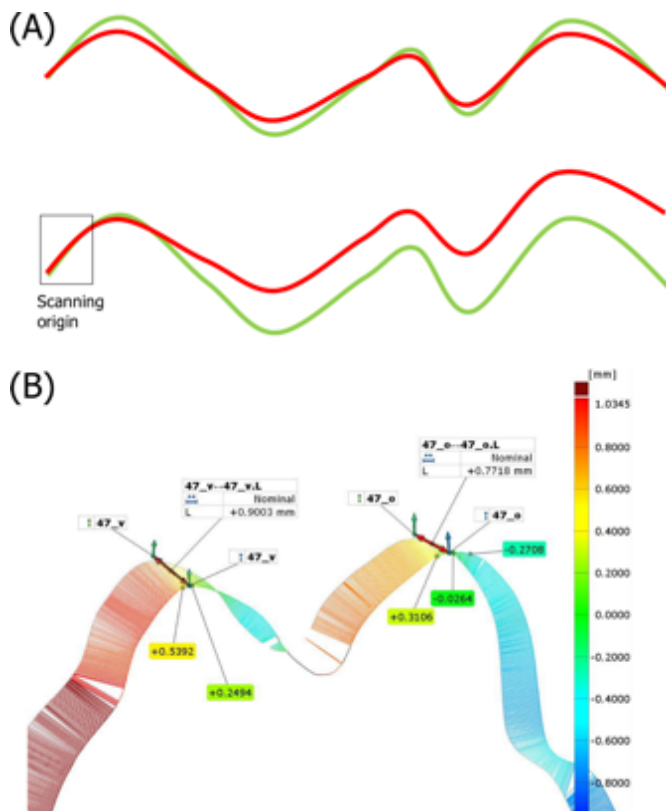 (A)
Scanning
origin
(B)
[mm]
1.0345
0.8000
0.6000
0.4000
0.2000
0.0000
-0.2000
-0.4000
-0.6000
-0.8000
47_v--47_v.L
Nominal
L +0.9003 mm
47_v
47_v
+0.5392
+0.2494
47_o--47_o.L
Nominal
L +0.7718 mm
47_o
47_o
-0.2708
-0.0264
+0.3106